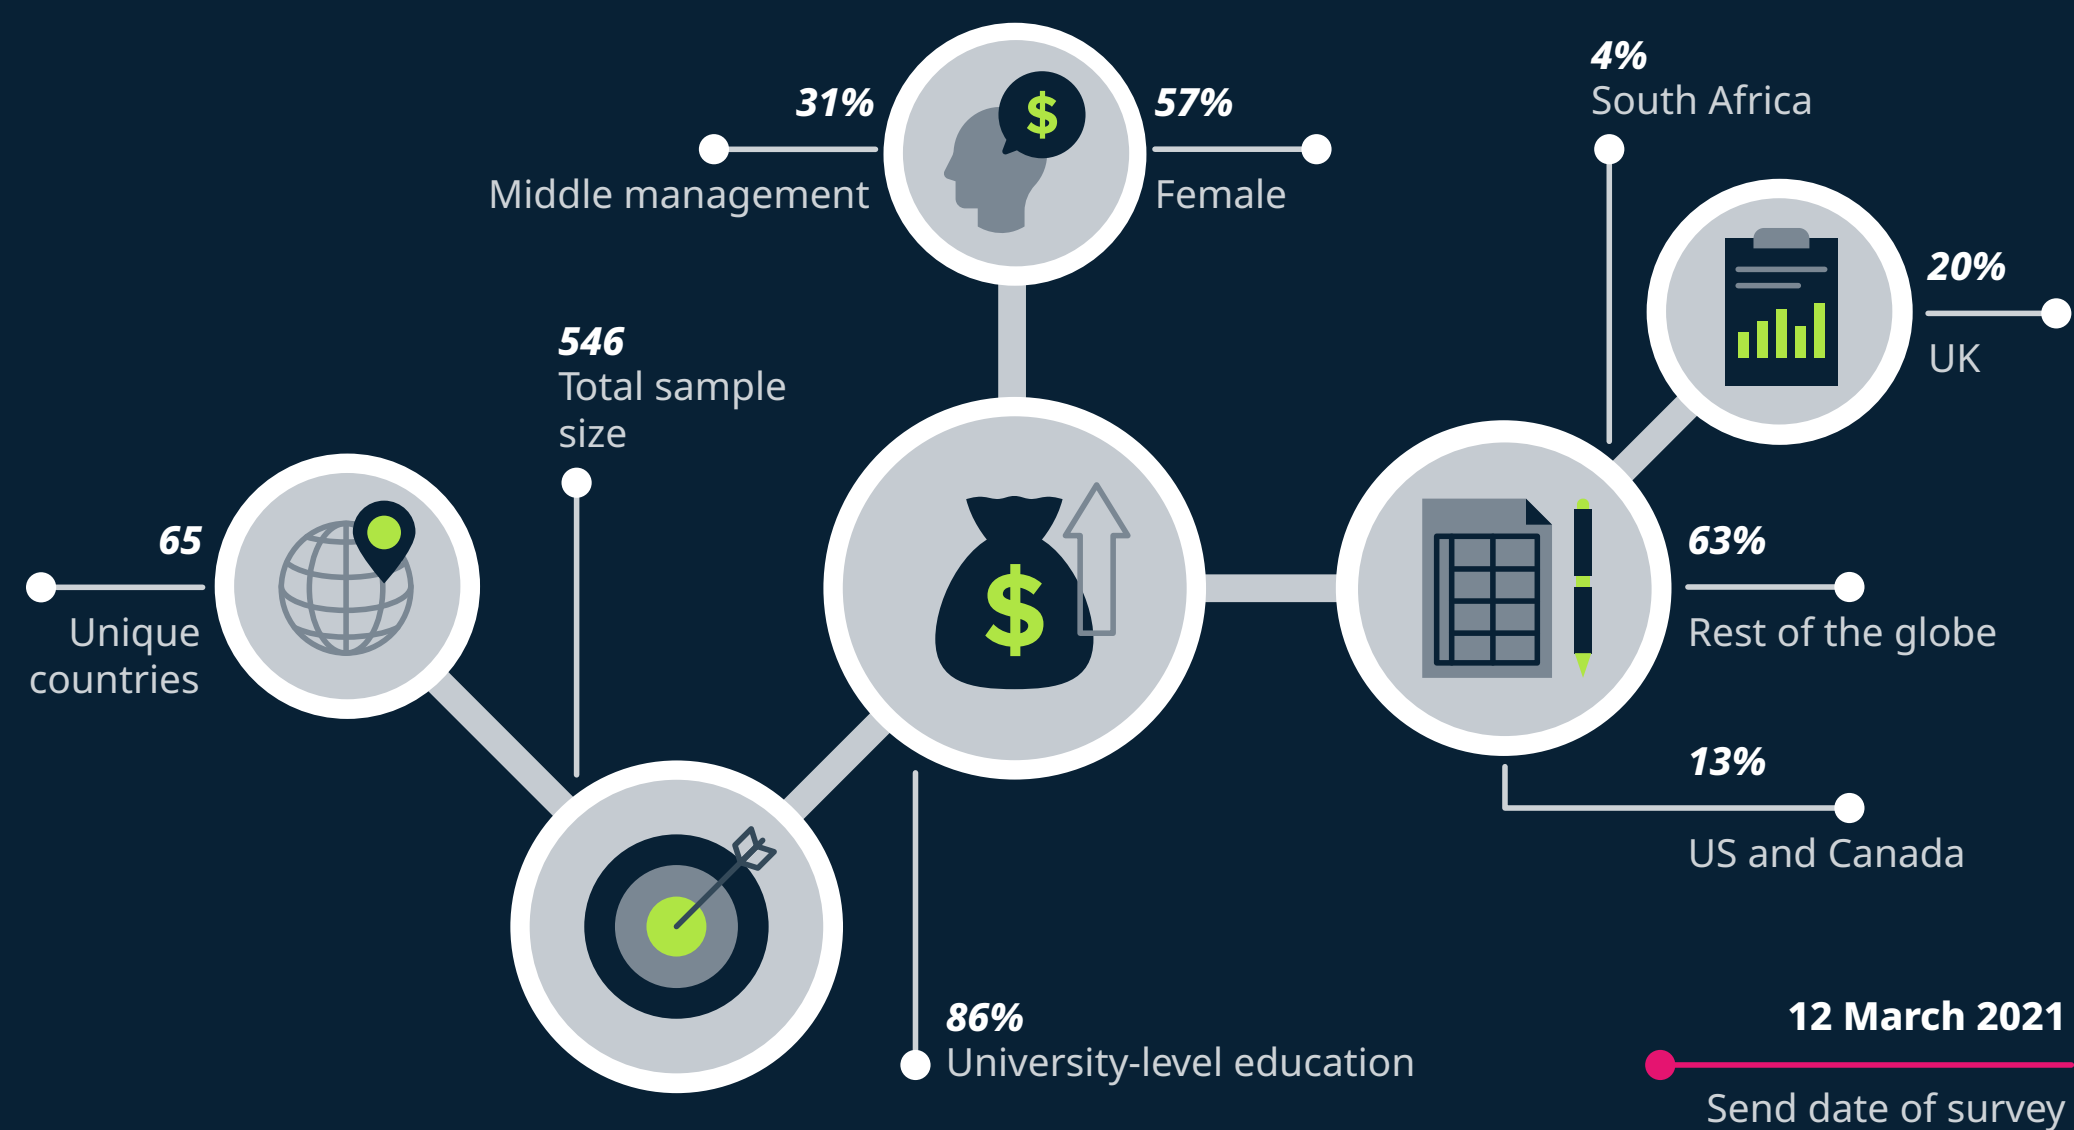 31%
Middle management
57%
Female
4%
South Africa
20%
UK
546
Total sample
size
65
Unique
countries
63%
Rest of the globe
13%
US and Canada
86%
University-level education
12 March 2021
Send date of survey
$
$